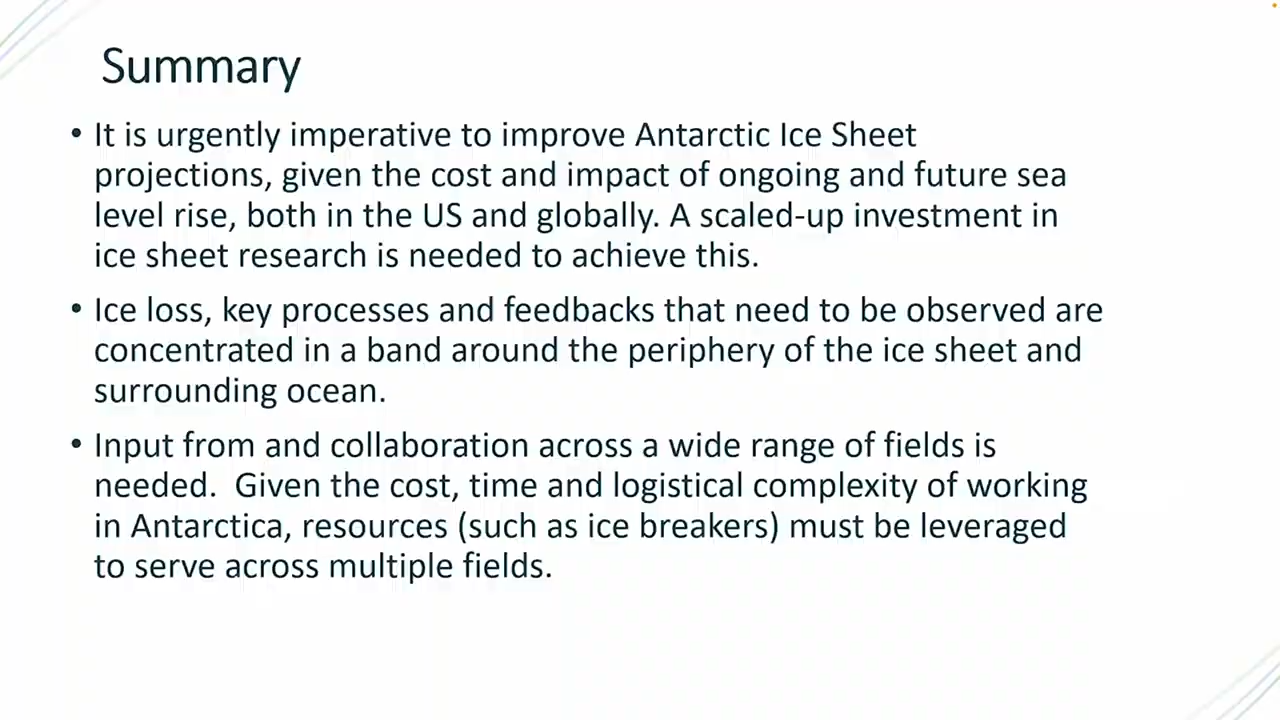 Summary
• It is urgently imperative to improve Antarctic Ice Sheet
projections, given the cost and impact of ongoing and future sea
level rise, both in the US and globally. A scaled-up investment in
ice sheet research is needed to achieve this.
• Ice loss, key processes and feedbacks that need to be observed are
concentrated in a band around the periphery of the ice sheet and
surrounding ocean.
• Input from and collaboration across a wide range of fields is
needed.  Given the cost, time and logistical complexity of working
in Antarctica, resources (such as ice breakers) must be leveraged
to serve across multiple fields.